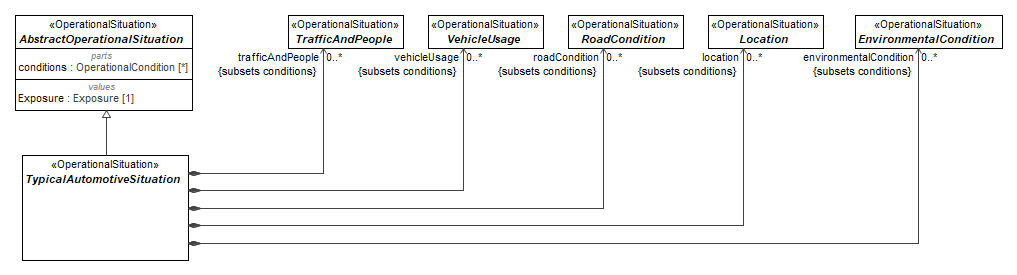 «OperationalSituation»
AbstractOperationalSituation
parts
conditions : OperationalCondition [*]
values
Exposure : Exposure [1]
«OperationalSituation»
TrafficAndPeople
«OperationalSituation»
VehicleUsage
«OperationalSituation»
RoadCondition
«OperationalSituation»
Location
«OperationalSituation»
EnvironmentalCondition
trafficAndPeople 0..*
{subsets conditions}
vehicleUsage 0..*
{subsets conditions}
roadCondition 0..*
{subsets conditions}
location 0..*
{subsets conditions}
environmentalCondition 0..*
{subsets conditions}
«OperationalSituation»
TypicalAutomotiveSituation